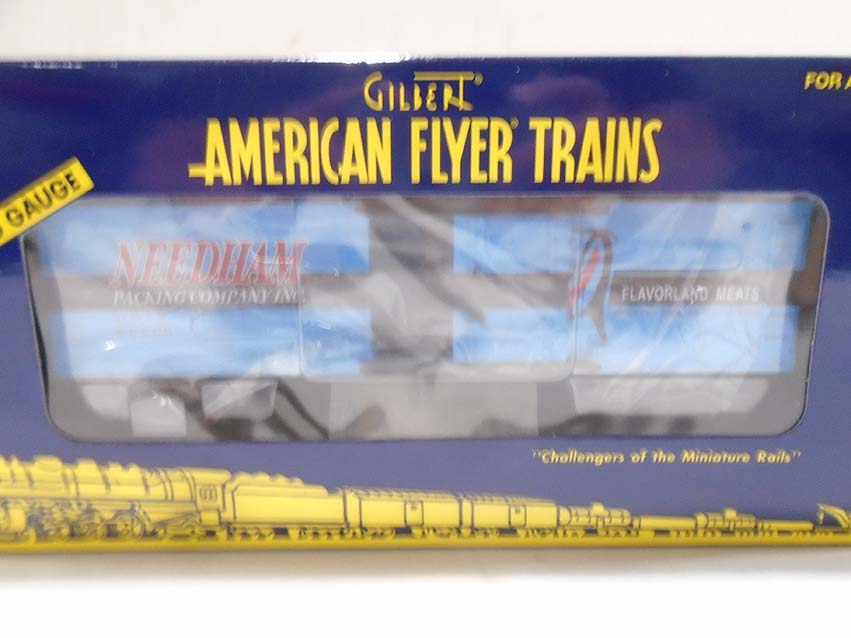 GILBERT®
AMERICAN FLYER® TRAINS
FOR
GAUGE
NEEDHAM
PACKING COMPANY INC.
FLAVORLAND MEATS
"Challengers of the Miniature Rails"